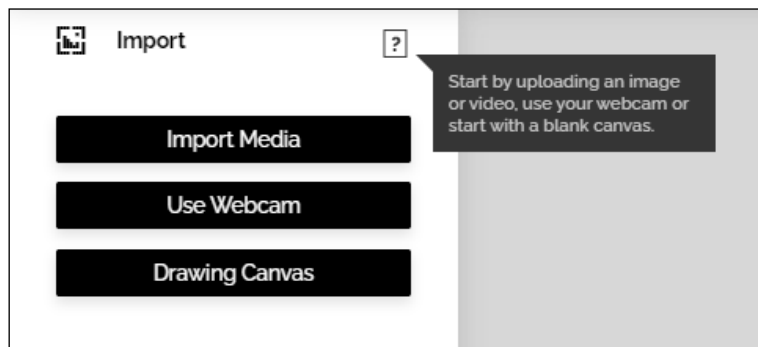 Import
?
Start by uploading an image
or video, use your webcam or
start with a blank canvas.
Import Media
Use Webcam
Drawing Canvas